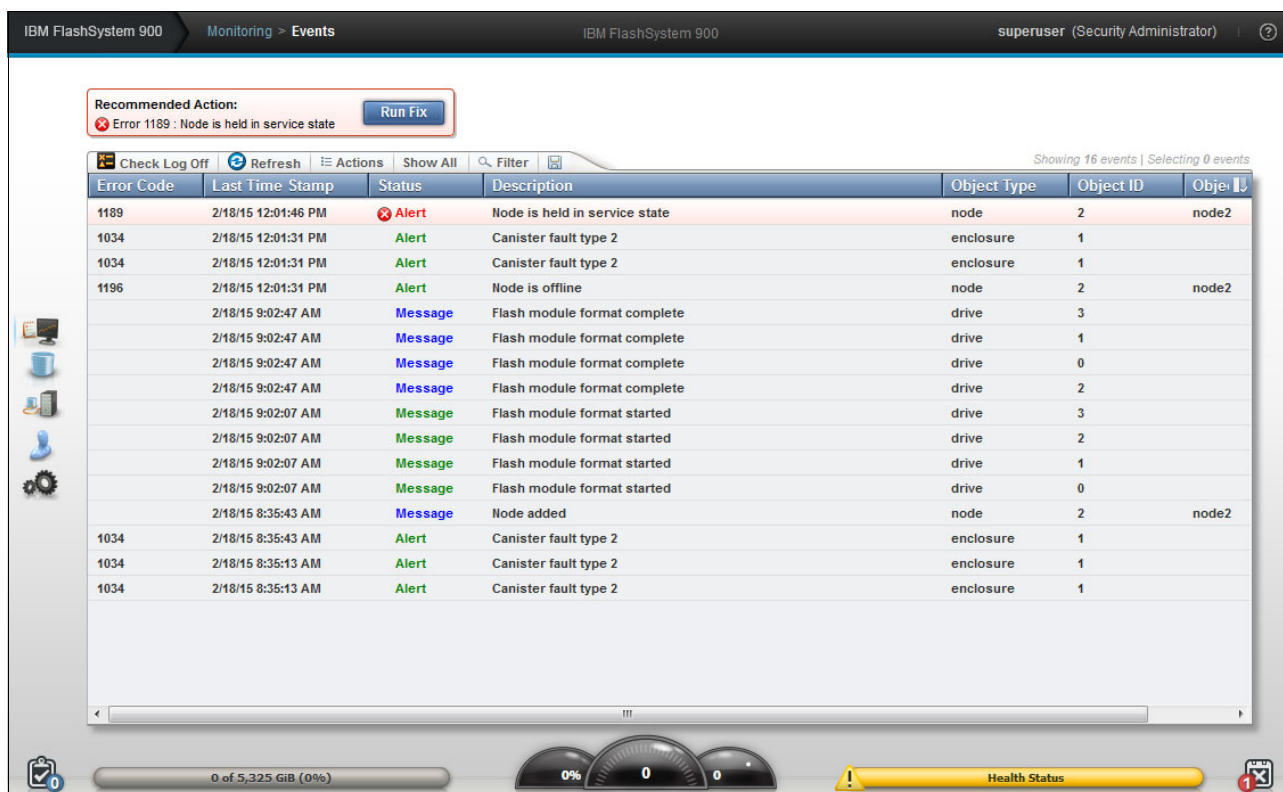 IBM FlashSystem 900 Monitoring > Events IBM FlashSystem 900 superuser (Security Administrator) ?
Recommended Action:
Error 1189 : Node is held in service state
Run Fix
Check Log Off Refresh Actions Show All Filter Showing 16 events | Selecting 0 events
Error Code Last Time Stamp Status Description Object Type Object ID Obje
1189 2/18/15 12:01:46 PM Alert Node is held in service state node 2 node2
1034 2/18/15 12:01:31 PM Alert Canister fault type 2 enclosure 1
1034 2/18/15 12:01:31 PM Alert Canister fault type 2 enclosure 1
1196 2/18/15 12:01:31 PM Alert Node is offline node 2 node2
2/18/15 9:02:47 AM Message Flash module format complete drive 3
2/18/15 9:02:47 AM Message Flash module format complete drive 1
2/18/15 9:02:47 AM Message Flash module format complete drive 0
2/18/15 9:02:47 AM Message Flash module format complete drive 2
2/18/15 9:02:07 AM Message Flash module format started drive 3
2/18/15 9:02:07 AM Message Flash module format started drive 2
2/18/15 9:02:07 AM Message Flash module format started drive 1
2/18/15 9:02:07 AM Message Flash module format started drive 0
2/18/15 8:35:43 AM Message Node added node 2 node2
1034 2/18/15 8:35:43 AM Alert Canister fault type 2 enclosure 1
1034 2/18/15 8:35:13 AM Alert Canister fault type 2 enclosure 1
1034 2/18/15 8:35:13 AM Alert Canister fault type 2 enclosure 1
0 0 of 5,325 GiB (0%) 0% 0 0 Health Status 1